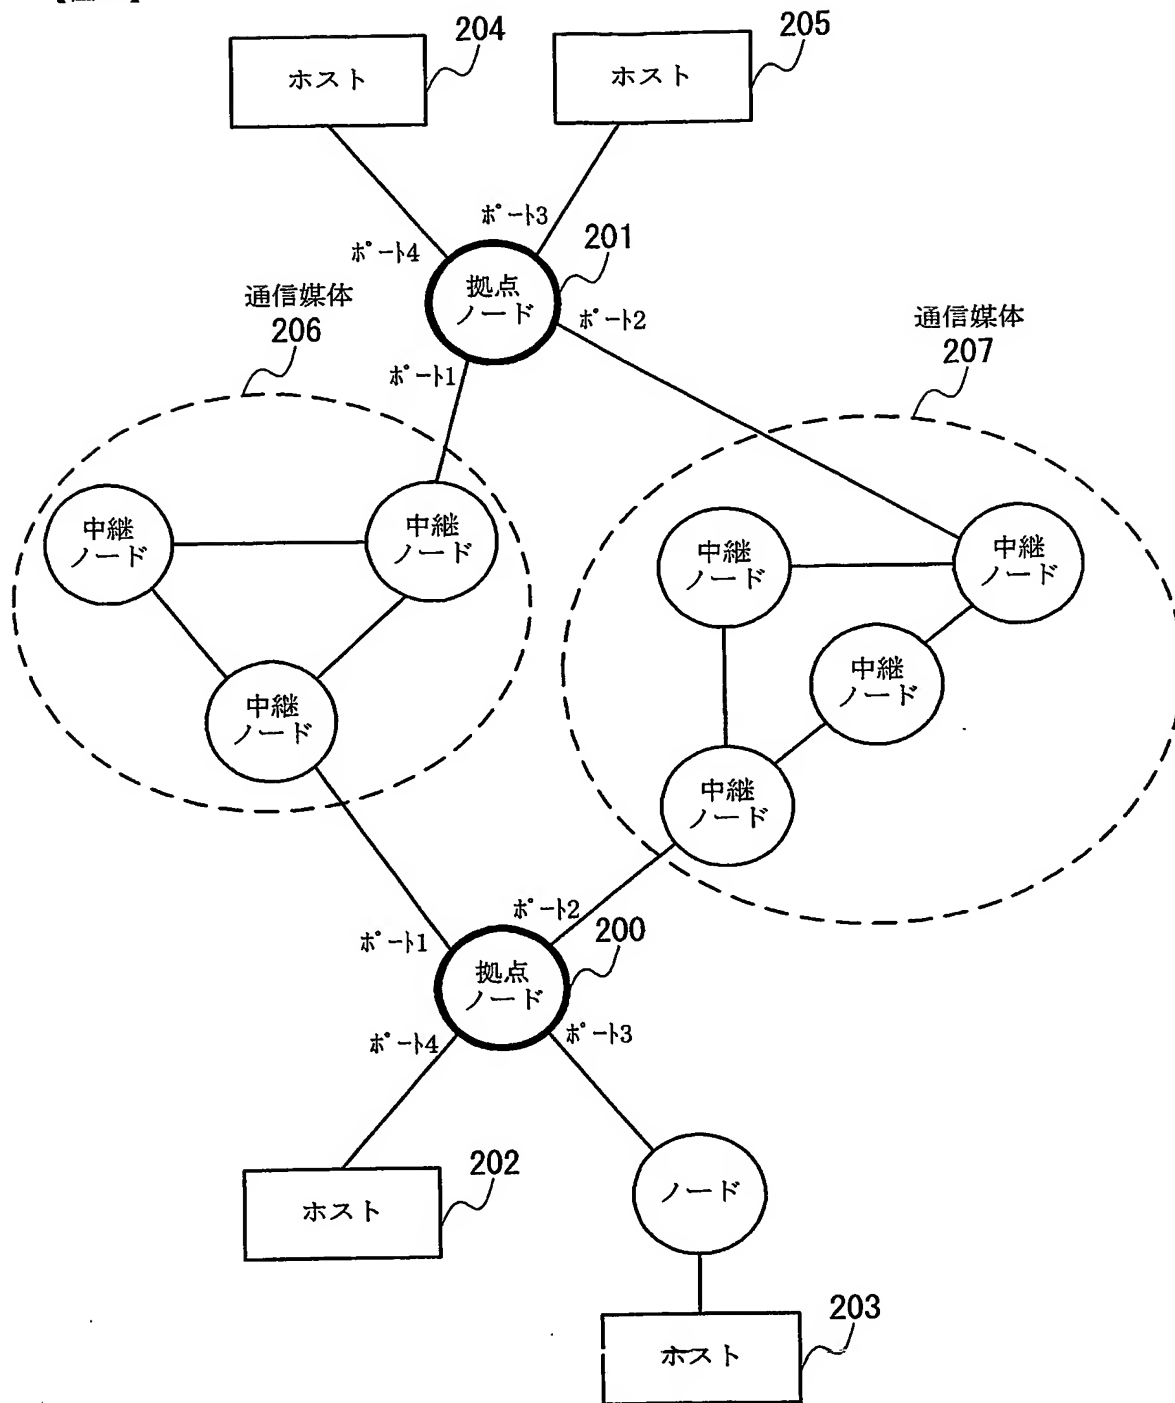 204
205
ホスト
ホスト
ポート3
ポート4
201
拠点
ノード
通信媒体
206
ポート2
通信媒体
207
ポート1
中継
ノード
中継
ノード
中継
ノード
中継
ノード
中継
ノード
中継
ノード
中継
ノード
ポート2
200
ポート1
拠点
ノード
ポート4
ポート3
202
ホスト
ノード
203
ホスト